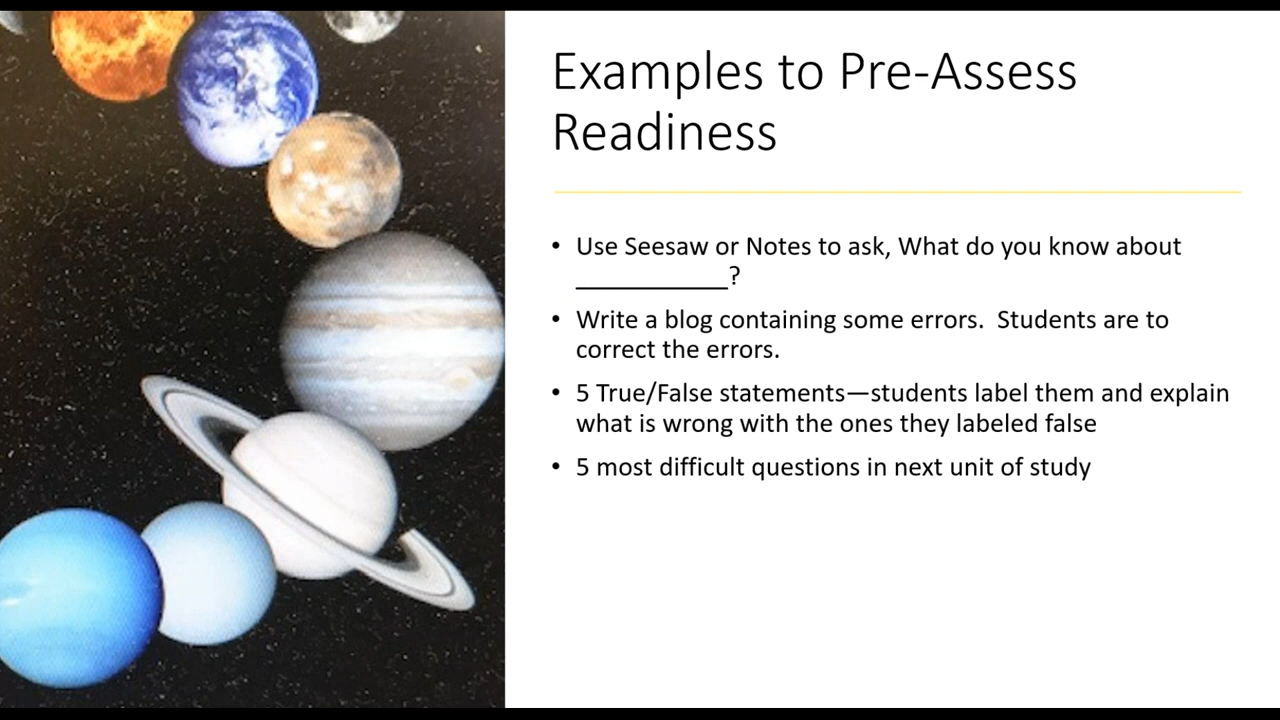 Examples to Pre-Assess
Readiness
• Use Seesaw or Notes to ask, What do you know about
___________?
• Write a blog containing some errors.  Students are to
correct the errors.
• 5 True/False statements—students label them and explain
what is wrong with the ones they labeled false
• 5 most difficult questions in next unit of study